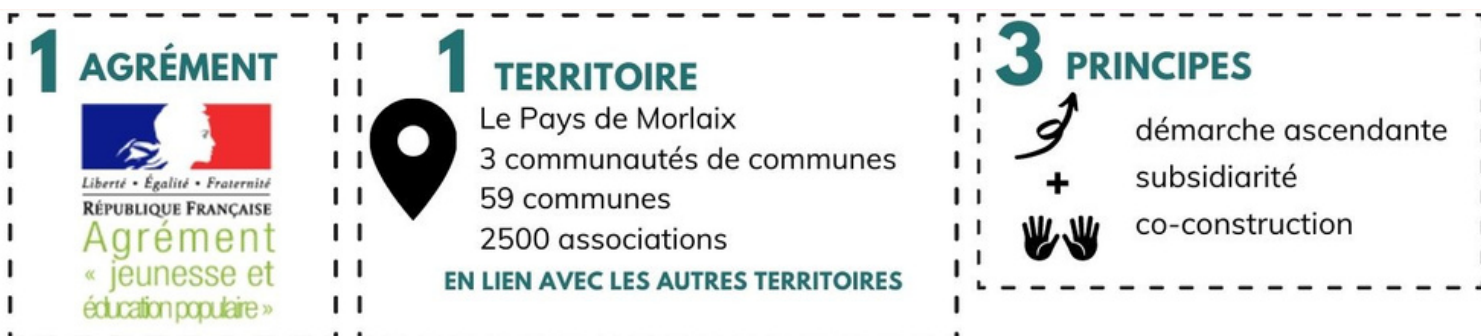 1 AGRÉMENT
Liberté • Égalité • Fraternité
RÉPUBLIQUE FRANÇAISE
Agrément
« jeunesse et
éducation populaire »
1 TERRITOIRE
Le Pays de Morlaix
3 communautés de communes
59 communes
2500 associations
EN LIEN AVEC LES AUTRES TERRITOIRES
3 PRINCIPES
démarche ascendante
+
subsidiarité
co-construction